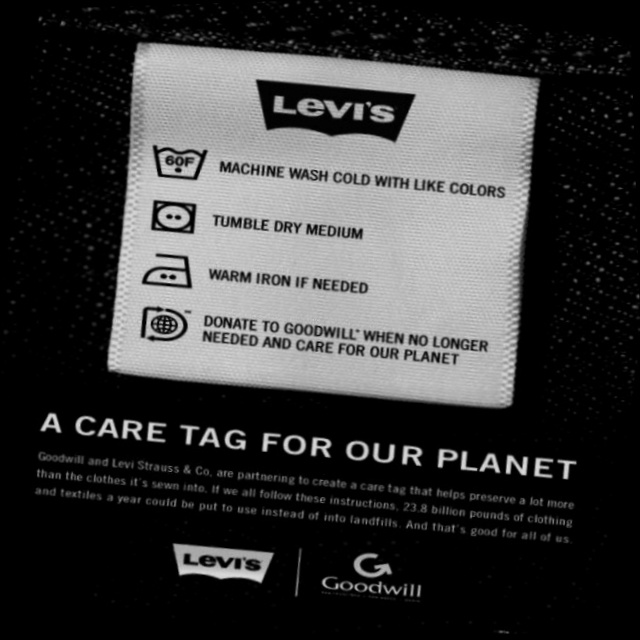 Levi's
60F MACHINE WASH COLD WITH LIKE COLORS
TUMBLE DRY MEDIUM
WARM IRON IF NEEDED
DONATE TO GOODWILL™ WHEN NO LONGER
NEEDED AND CARE FOR OUR PLANET
A CARE TAG FOR OUR PLANET
Goodwill and Levi Strauss & Co. are partnering to create a care tag that helps preserve a lot more
than the clothes it's sewn into. If we all follow these instructions, 23.8 billion pounds of clothing
and textiles a year could be put to use instead of into landfills. And that's good for all of us.
Levi's
Goodwill